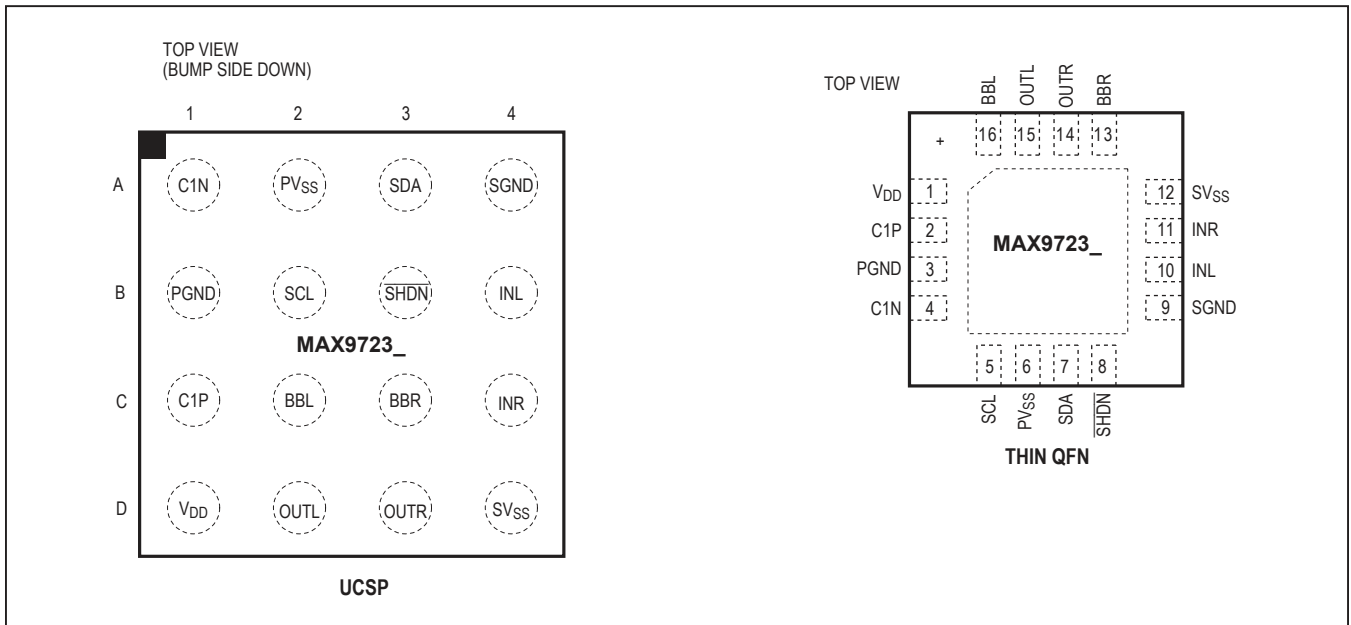 TOP VIEW
(BUMP SIDE DOWN)
1 2 3 4
A C1N PVSS SDA SGND
B PGND SCL SHDN INL
MAX9723_
C C1P BBL BBR INR
D VDD OUTL OUTR SVSS
UCSP
TOP VIEW
BBL OUTL OUTR BBR
+ 16 15 14 13
VDD 1 12 SVSS
C1P 2 11 INR
MAX9723_
PGND 3 10 INL
C1N 4 9 SGND
5 6 7 8
SCL PVSS SDA SHDN
THIN QFN